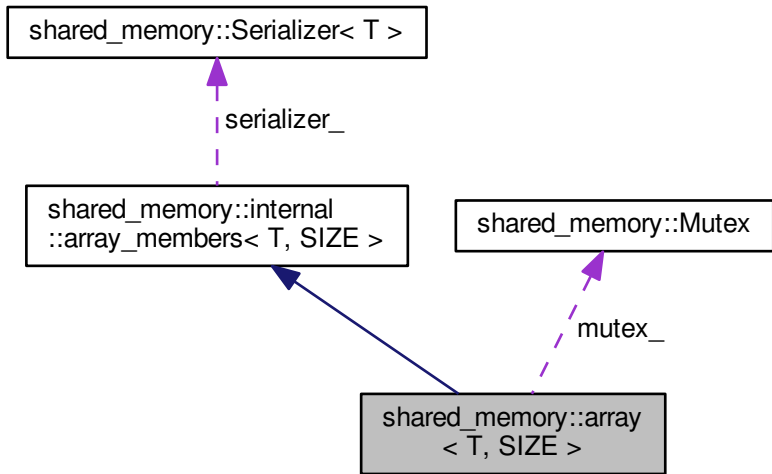 shared_memory::Serializer< T >
serializer_
shared_memory::internal
::array_members< T, SIZE >
shared_memory::Mutex
mutex_
shared_memory::array
< T, SIZE >